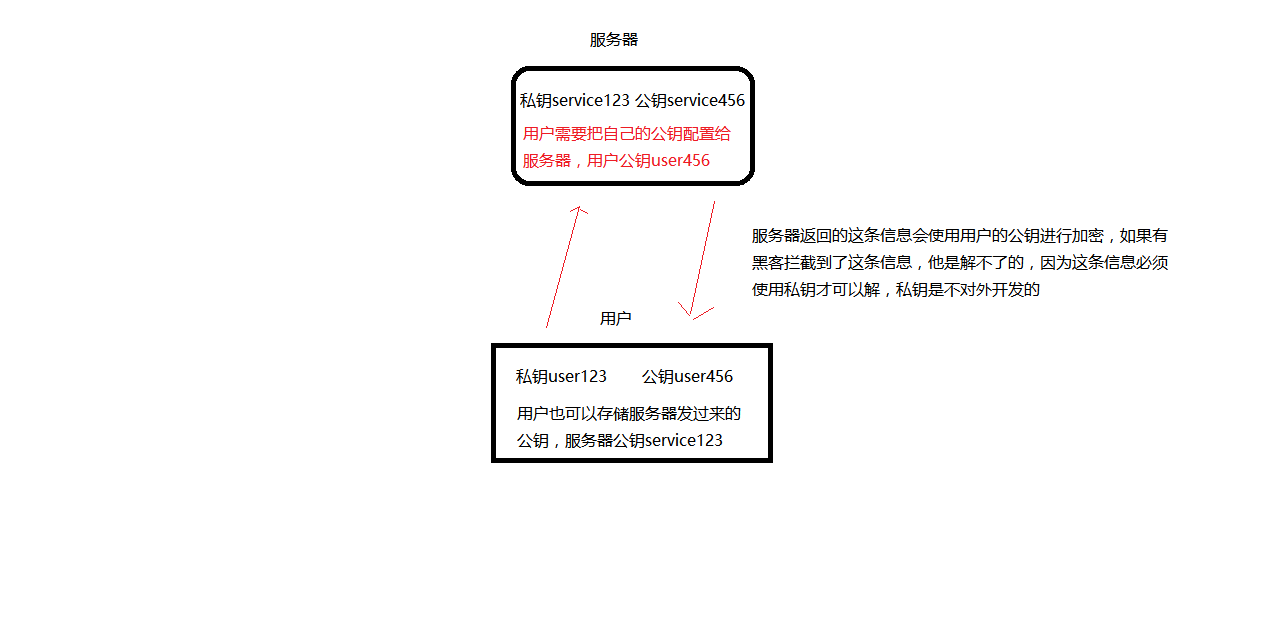 服务器
私钥service123 公钥service456
用户需要把自己的公钥配置给
服务器，用户公钥user456
服务器返回的这条信息会使用用户的公钥进行加密，如果有
黑客拦截到了这条信息，他是解不了的，因为这条信息必须
使用私钥才可以解，私钥是不对外开发的
用户
私钥user123 公钥user456
用户也可以存储服务器发过来的
公钥，服务器公钥service123